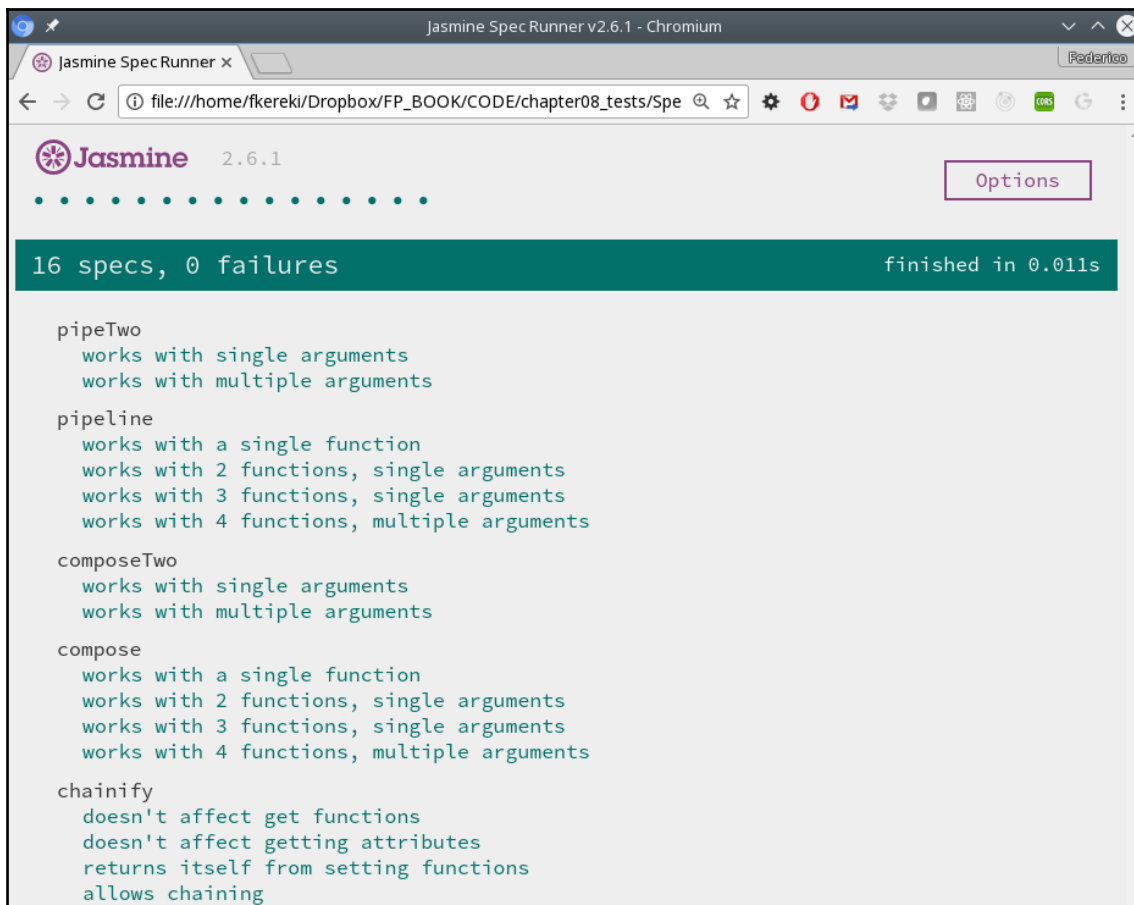 Jasmine Spec Runner v2.6.1 - Chromium
Jasmine Spec Runner ×
Federico
file:///home/fkereki/Dropbox/FP_BOOK/CODE/chapter08_tests/Spe
CORS
G
Jasmine 2.6.1
Options
16 specs, 0 failures
finished in 0.011s
pipeTwo
works with single arguments
works with multiple arguments
pipeline
works with a single function
works with 2 functions, single arguments
works with 3 functions, single arguments
works with 4 functions, multiple arguments
composeTwo
works with single arguments
works with multiple arguments
compose
works with a single function
works with 2 functions, single arguments
works with 3 functions, single arguments
works with 4 functions, multiple arguments
chainify
doesn't affect get functions
doesn't affect getting attributes
returns itself from setting functions
allows chaining